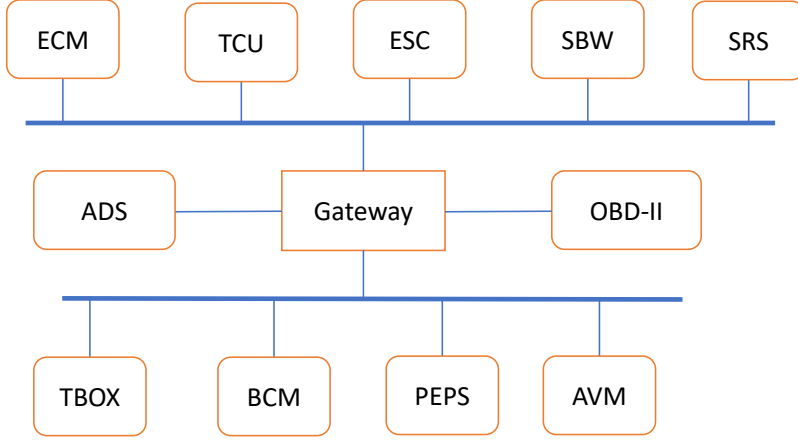 ECM
TCU
ESC
SBW
SRS
ADS
Gateway
OBD-II
TBOX
BCM
PEPS
AVM